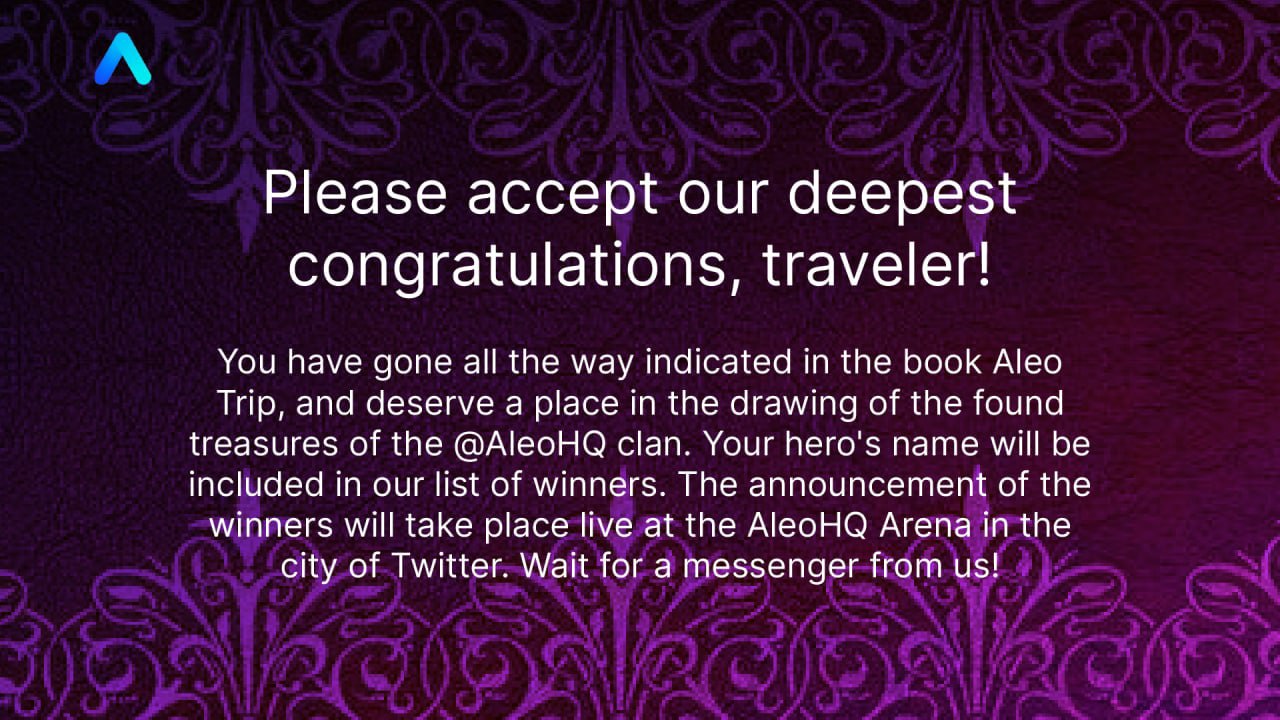 Please accept our deepest
congratulations, traveler!
You have gone all the way indicated in the book Aleo
Trip, and deserve a place in the drawing of the found
treasures of the @AleoHQ clan. Your hero's name will be
included in our list of winners. The announcement of the
winners will take place live at the AleoHQ Arena in the
city of Twitter. Wait for a messenger from us!